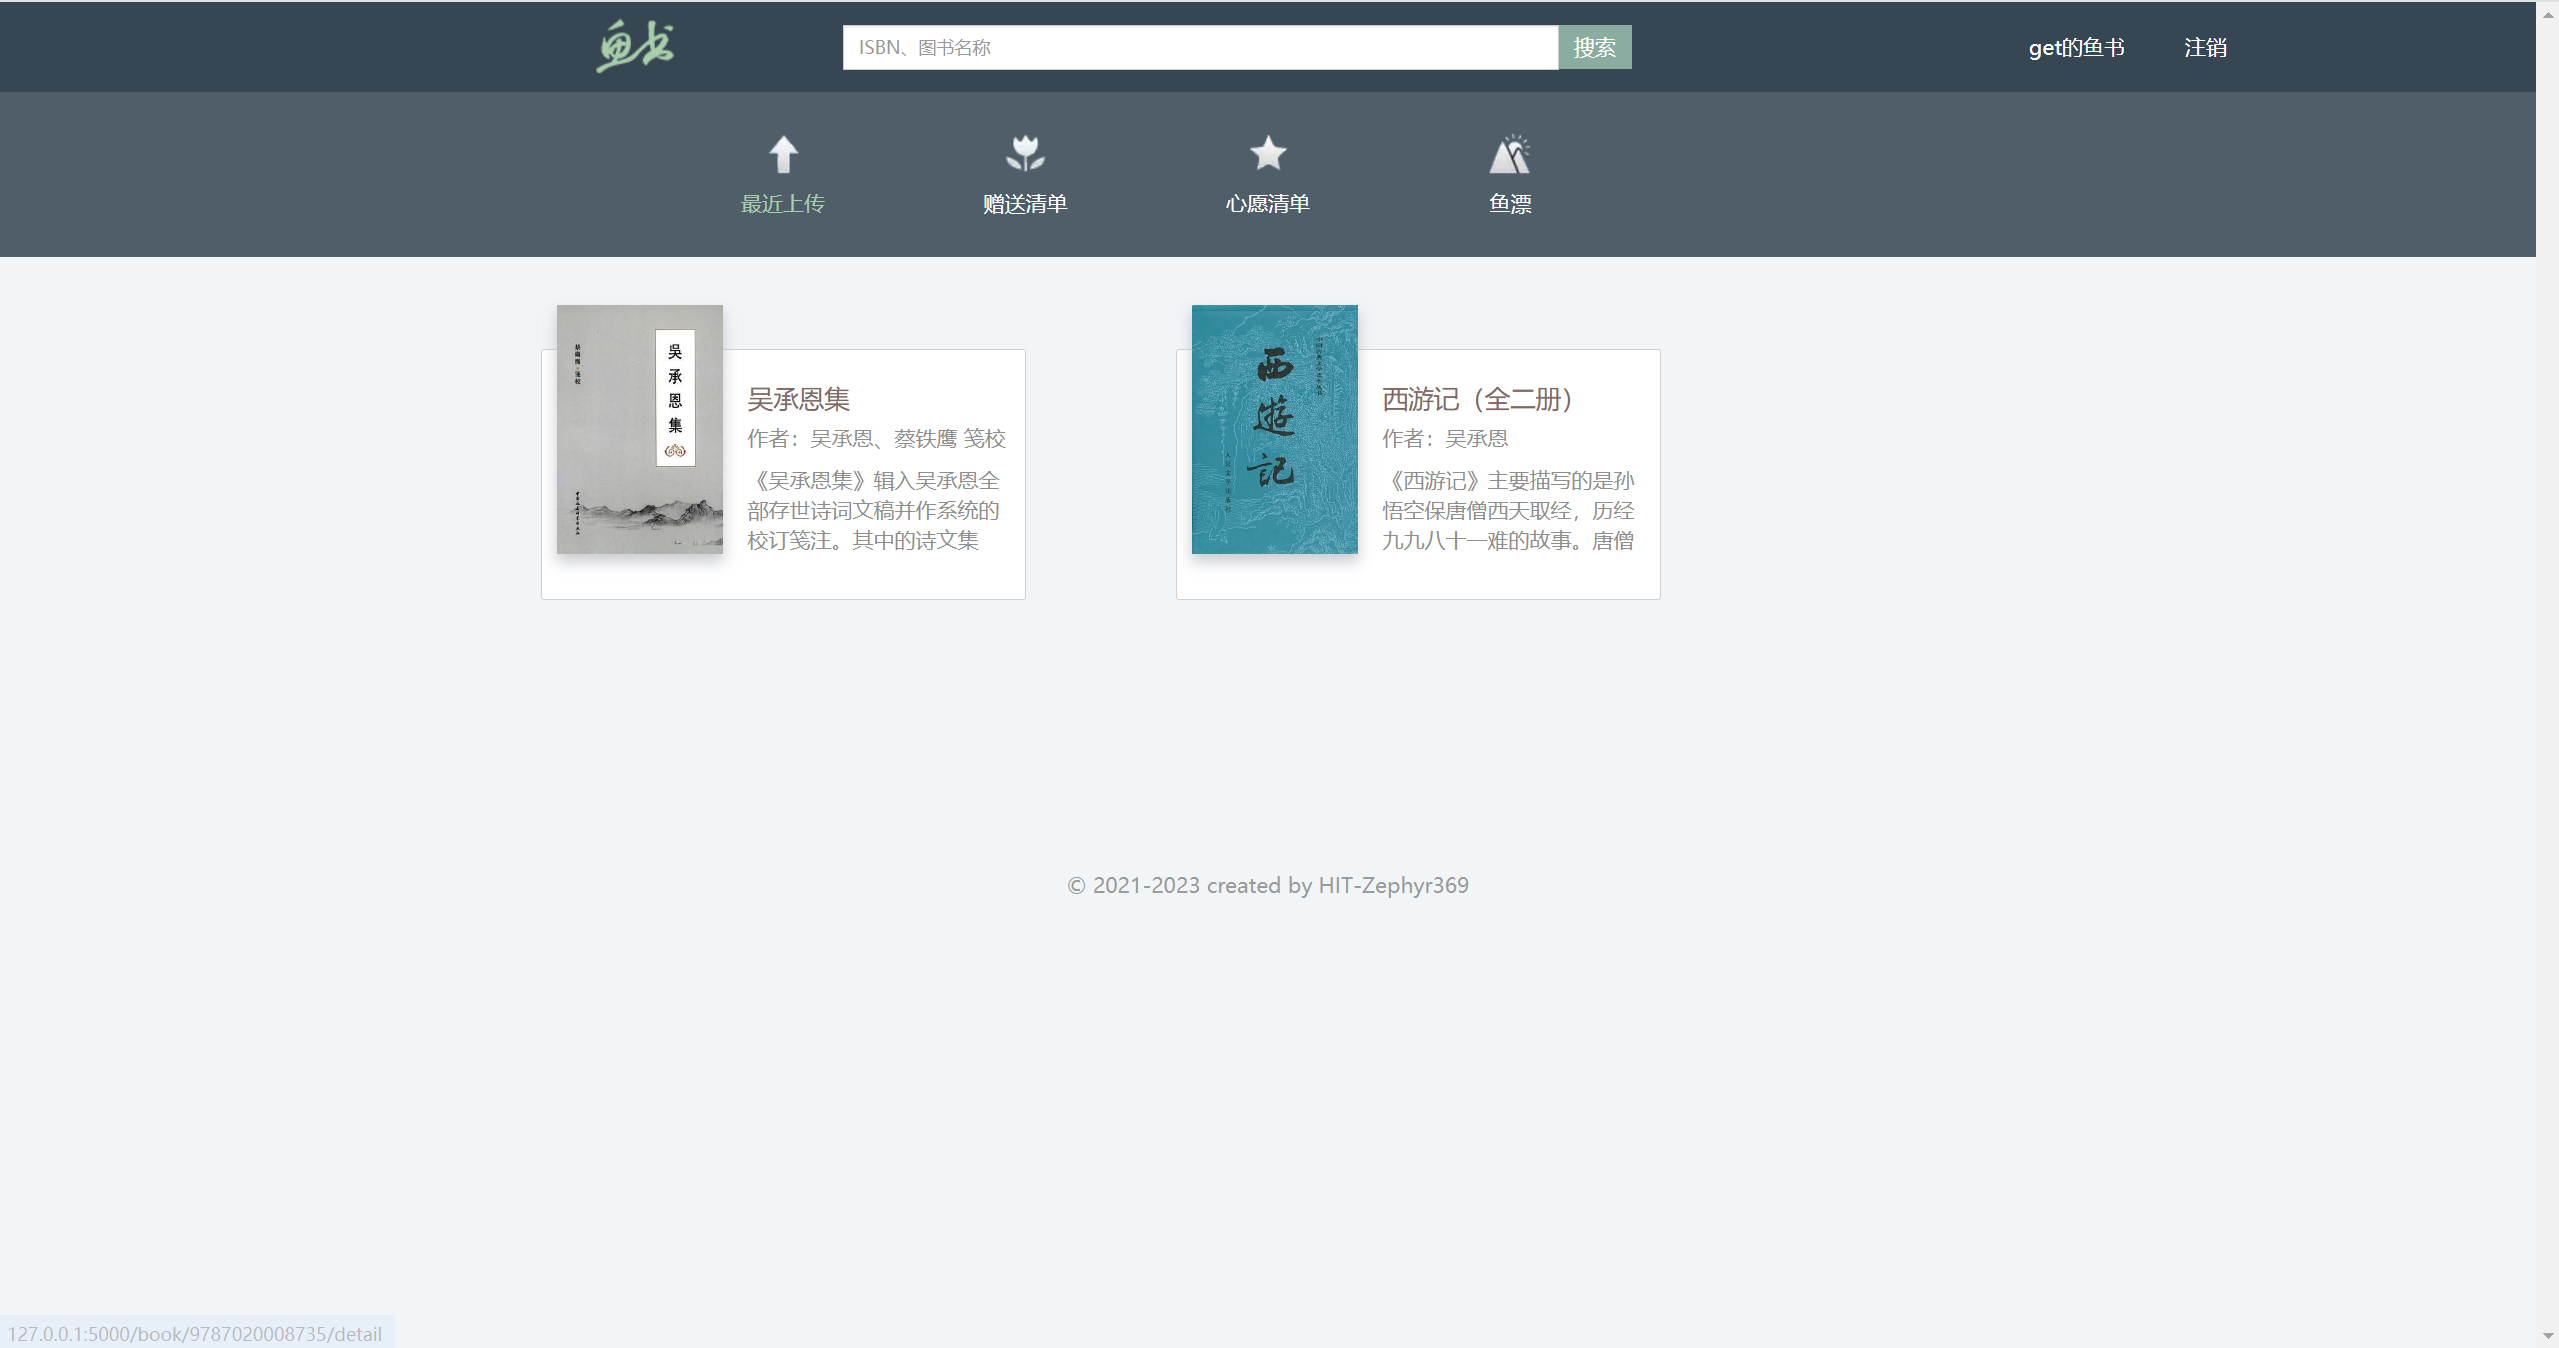 鱼书
ISBN、图书名称
搜索
get的鱼书
注销
最近上传
赠送清单
心愿清单
鱼漂
吴承恩集
作者：吴承恩、蔡铁鹰 笺校
《吴承恩集》辑入吴承恩全
部存世诗词文稿并作系统的
校订笺注。其中的诗文集
吳承恩集
蔡鐵鷹 笺校
西游记（全二册）
作者：吴承恩
《西游记》主要描写的是孙
悟空保唐僧西天取经，历经
九九八十一难的故事。唐僧
西遊記
© 2021-2023 created by HIT-Zephyr369
127.0.0.1:5000/book/9787020008735/detail